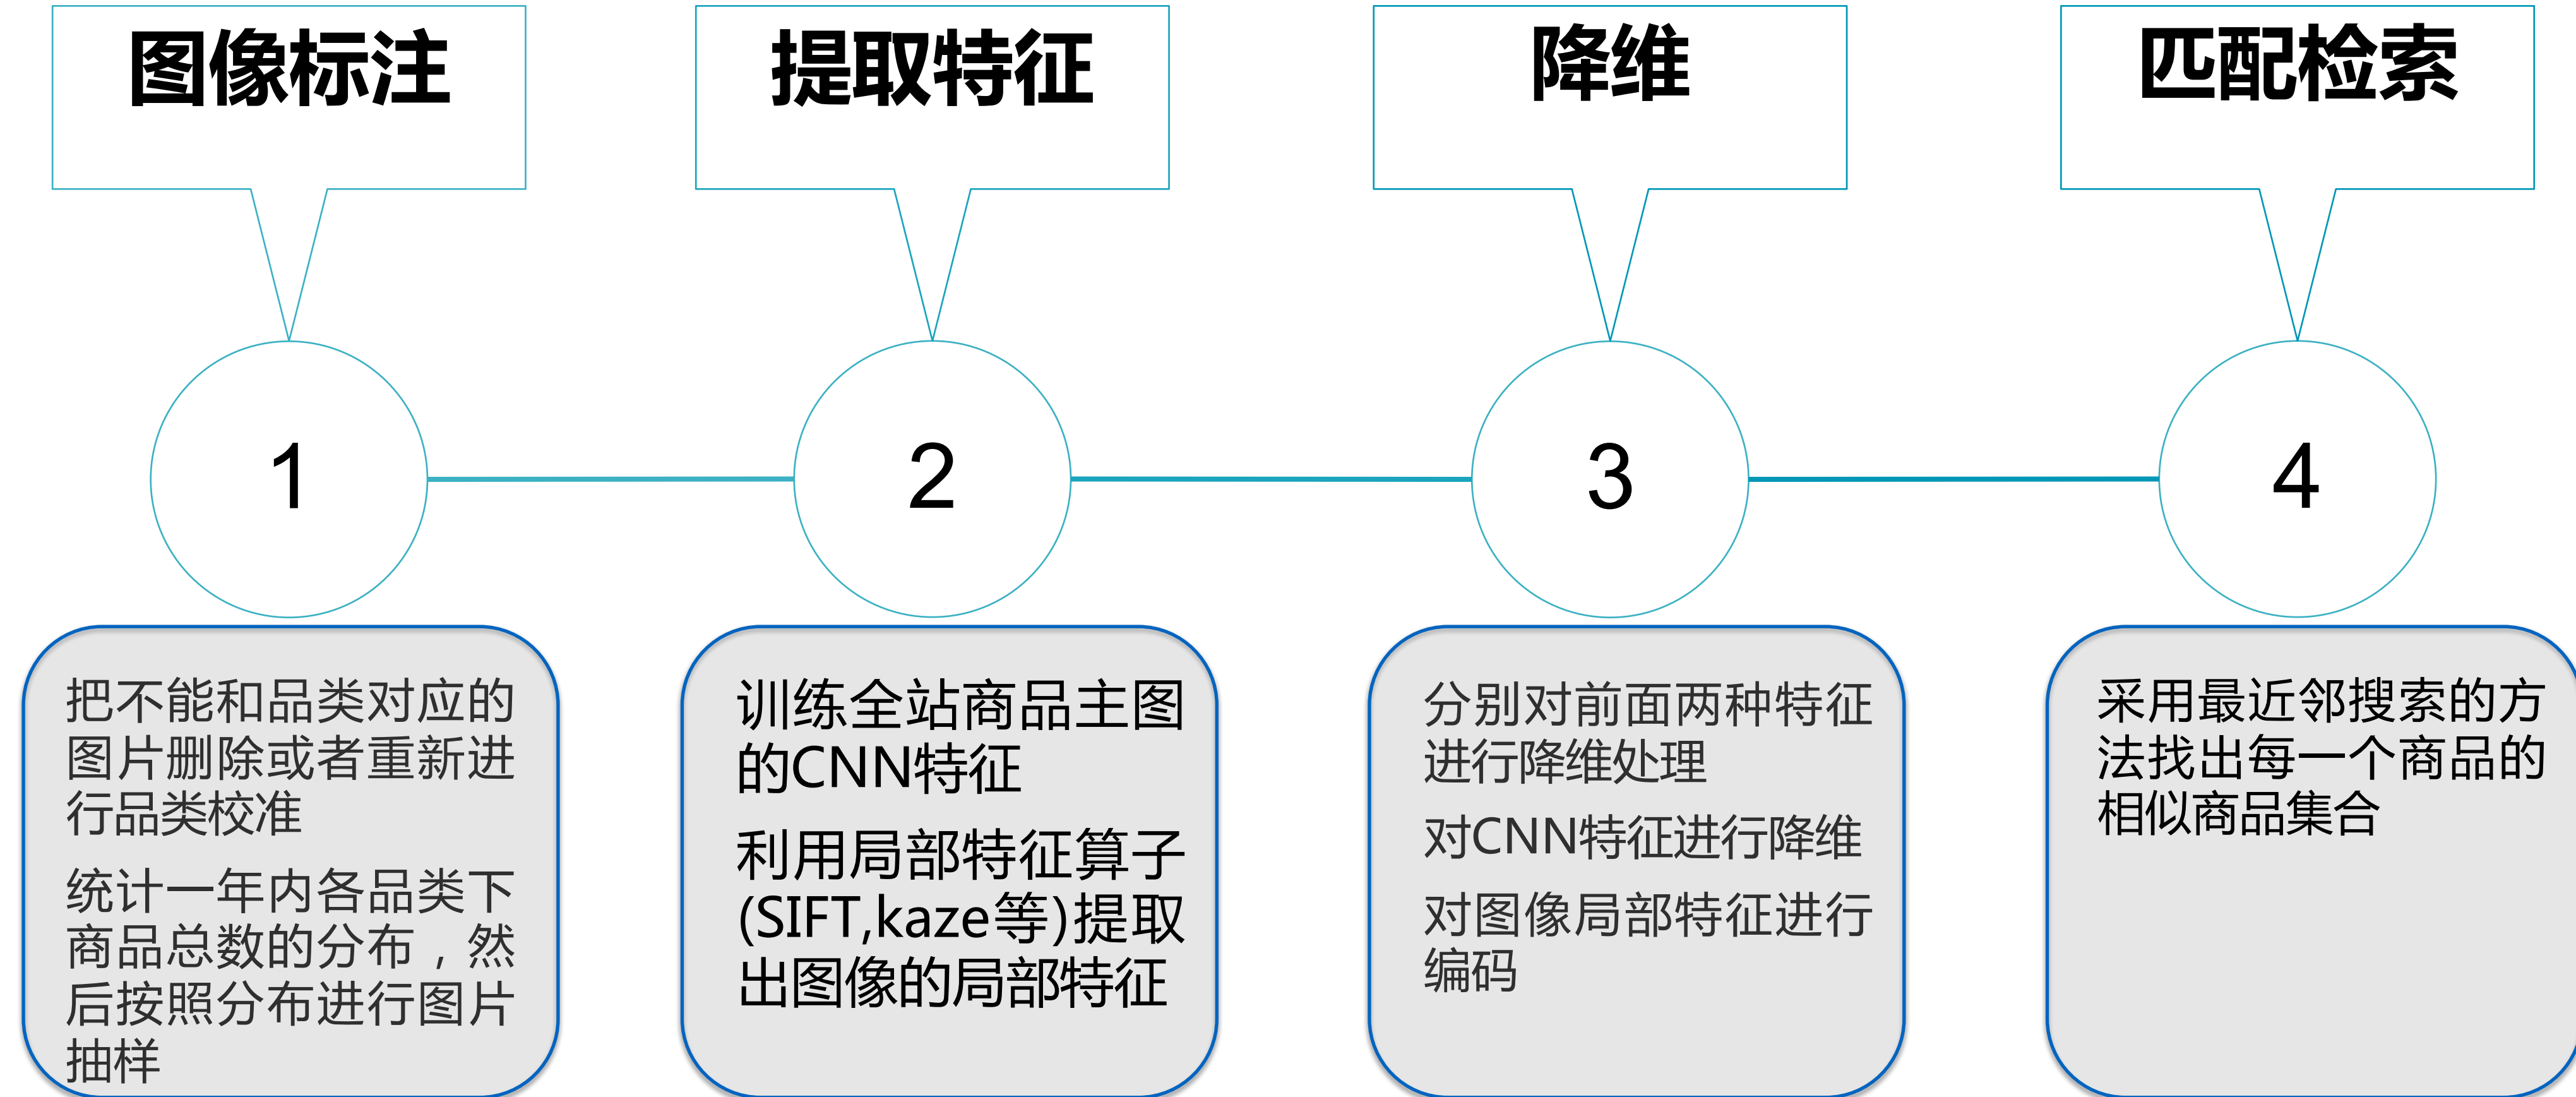 图像标注
提取特征
降维
匹配检索
1
2
3
4
把不能和品类对应的
图片删除或者重新进
行品类校准
统计一年内各品类下
商品总数的分布，然
后按照分布进行图片
抽样
训练全站商品主图
的CNN特征
利用局部特征算子
(SIFT,kaze等)提取
出图像的局部特征
分别对前面两种特征
进行降维处理
对CNN特征进行降维
对图像局部特征进行
编码
采用最近邻搜索的方
法找出每一个商品的
相似商品集合